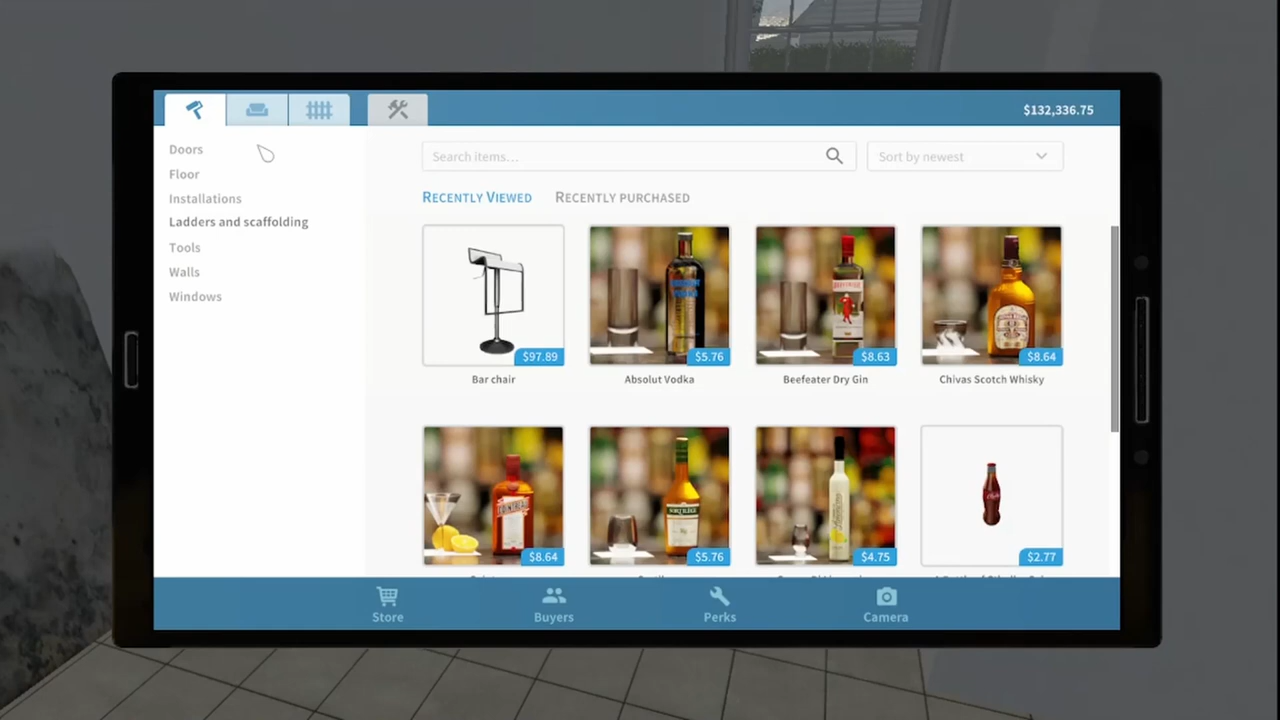 $132,336.75
Doors
Floor
Installations
Ladders and scaffolding
Tools
Walls
Windows
Search items...
Sort by newest
RECENTLY VIEWED
RECENTLY PURCHASED
$97.89
$5.76
$8.63
$8.64
Bar chair
Absolut Vodka
Beefeater Dry Gin
Chivas Scotch Whisky
$8.64
$5.76
$4.75
$2.77
Store
Buyers
Perks
Camera